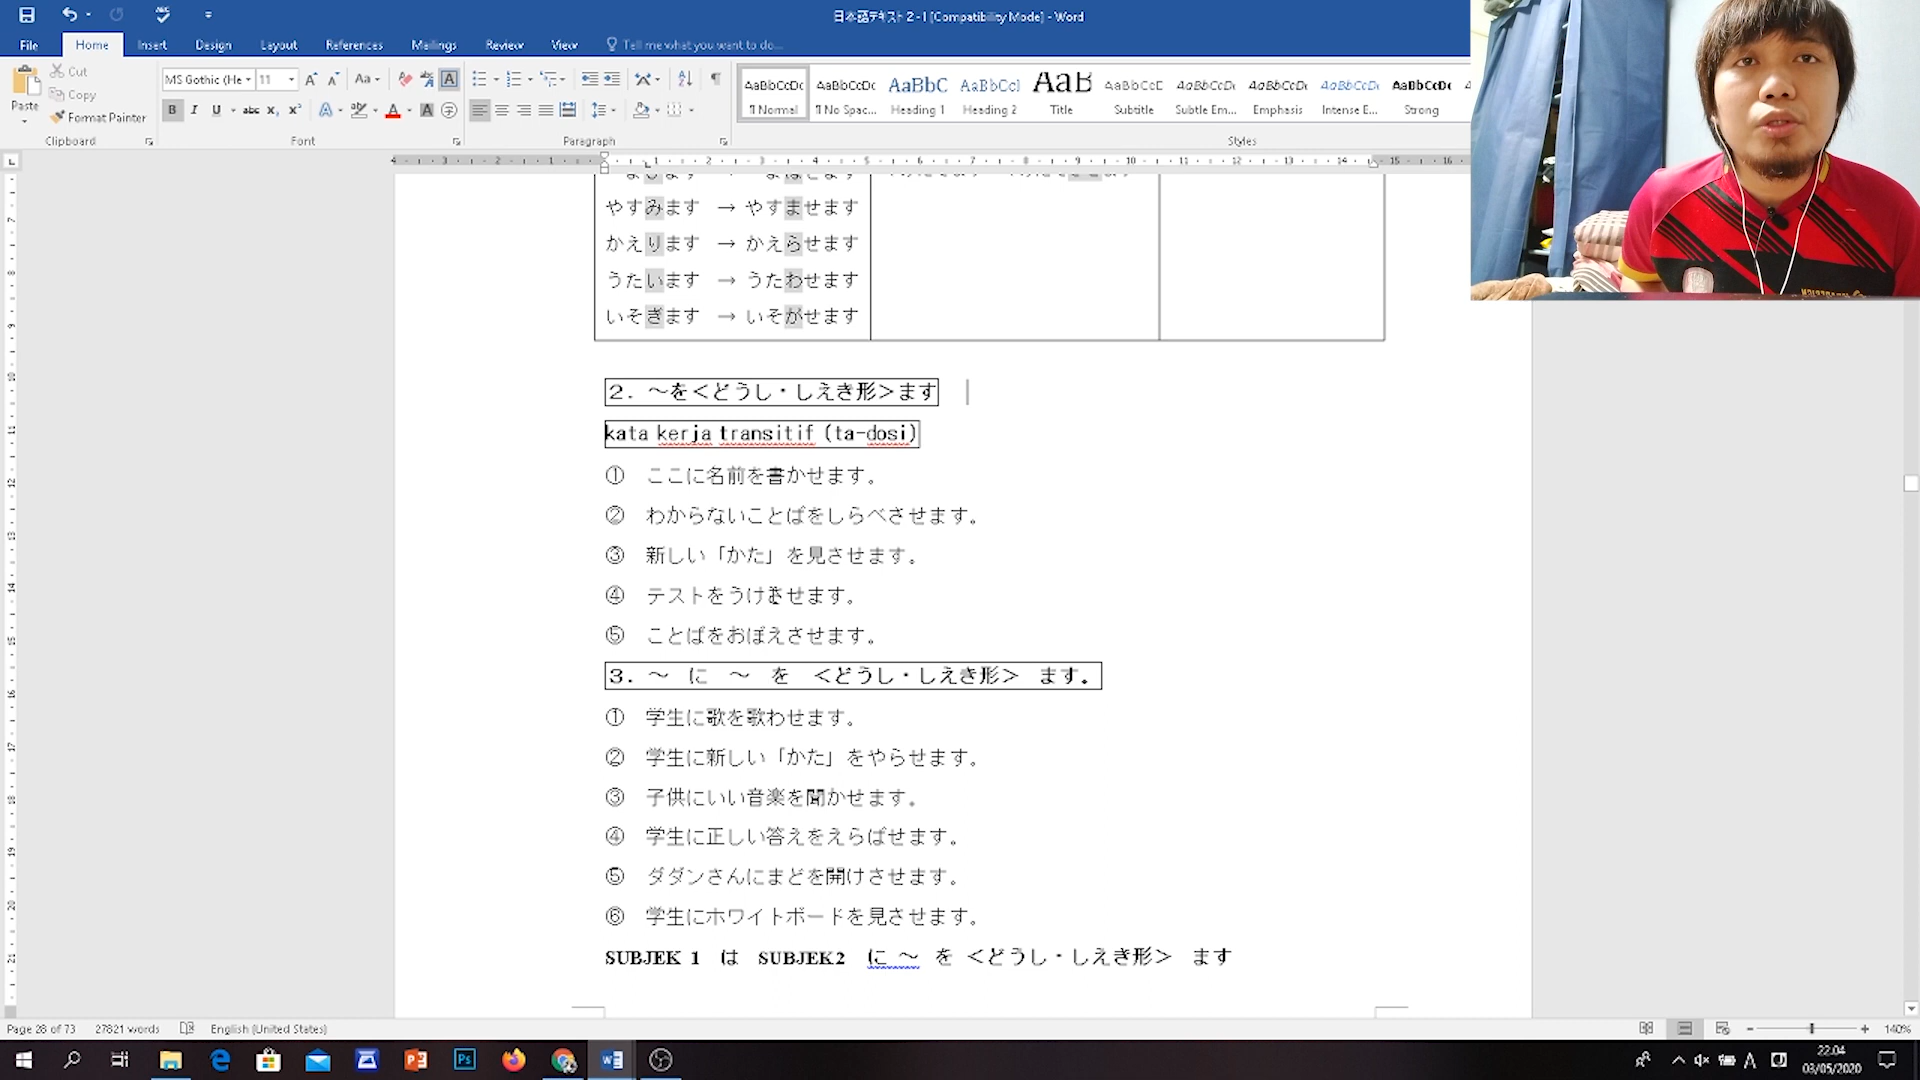 日本語テキスト2-1 [Compatibility Mode] - Word
File Home Insert Design Layout References Mailings Review View Tell me what you want to do...
Paste
Cut
Copy
Format Painter
Clipboard
MS Gothic (He 11
Font
Paragraph
AaBbCcDc AaBbCcDc AaBbC AaBbCcI AaB AaBbCcC AaBbCcDc AaBbCcDc AaBbCcDc AaBbCcDc
¶ Normal ¶ No Spac... Heading 1 Heading 2 Title Subtitle Subtle Em... Emphasis Intense E... Strong
Styles
やすみます → やすませます
かえります → かえらせます
うたいます → うたわせます
いそぎます → いそがせます
2. ～を＜どうし・しえき形＞ます
kata kerja transitif (ta-dosi)
① ここに名前を書かせます。
② わからないことばをしらべさせます。
③ 新しい「かた」を見させます。
④ テストをうけさせます。
⑤ ことばをおぼえさせます。
3. ～ に ～ を ＜どうし・しえき形＞ ます.
① 学生に歌を歌わせます。
② 学生に新しい「かた」をやらせます。
③ 子供にいい音楽を聞かせます。
④ 学生に正しい答えをえらばせます。
⑤ ダダンさんにまどを開けさせます。
⑥ 学生にホワイトボードを見させます。
SUBJEK 1 は SUBJEK2 に ～ を ＜どうし・しえき形＞ ます
Page 28 of 73 27821 words English (United States) 140%
22.04
03/05/2020